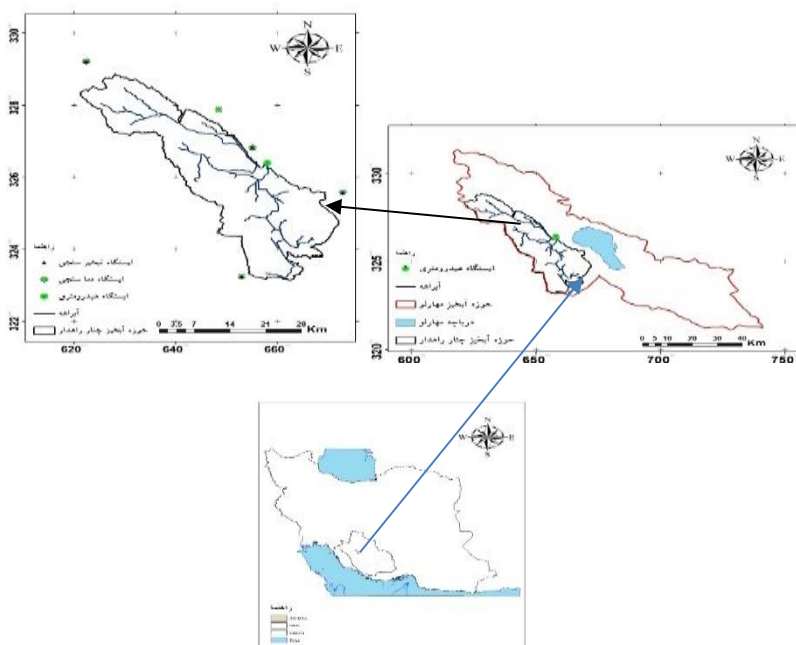 N
W E
S
330
328
326
324
322
620 640 660
راهنما
ایستگاه تبخیر سنجی
ایستگاه دما سنجی
ایستگاه هیدرومتری
آبراهه
حوزه آبخیز چنار راهدار
0 3.5 7 14 21 28
Km
N
W E
S
330
325
320
600 650 700 750
راهنما
ایستگاه هیدرومتری
آبراهه
حوزه آبخیز مهارلو
دریاچه مهارلو
حوزه آبخیز چنار راهدار
0 5 10 20 30 40
Km
N
W E
S
راهنما